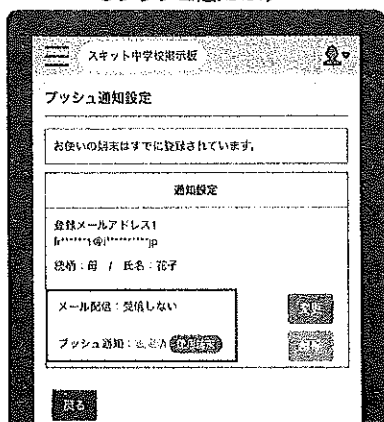 スキット中学校掲示板
プッシュ通知設定
お使いの端末はすでに登録されています。
通知設定
登録メールアドレス1
続柄：母 / 氏名：花子
メール配信：受信しない
変更
プッシュ通知：
戻る